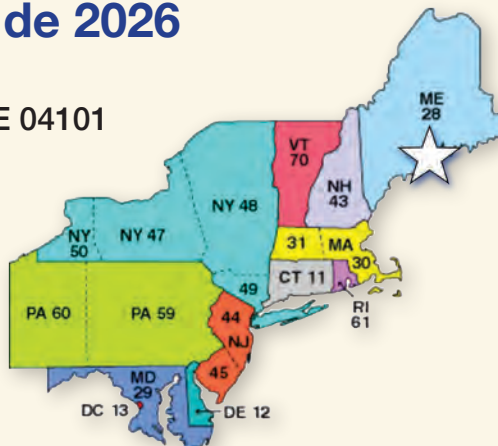 de 2026
E 04101
ME
28
VT
70
NH
43
NY 48
NY
50
NY 47
31
MA
30
CT 11
49
RI
61
PA 60
PA 59
44
NJ
45
MD
29
DC 13
DE 12